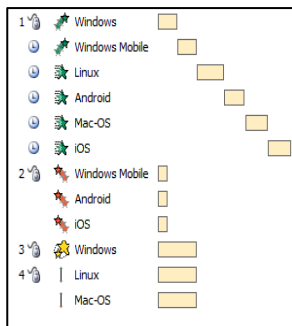 1 Windows
Windows Mobile
Linux
Android
Mac-OS
iOS
2 Windows Mobile
Android
iOS
3 Windows
4 Linux
Mac-OS